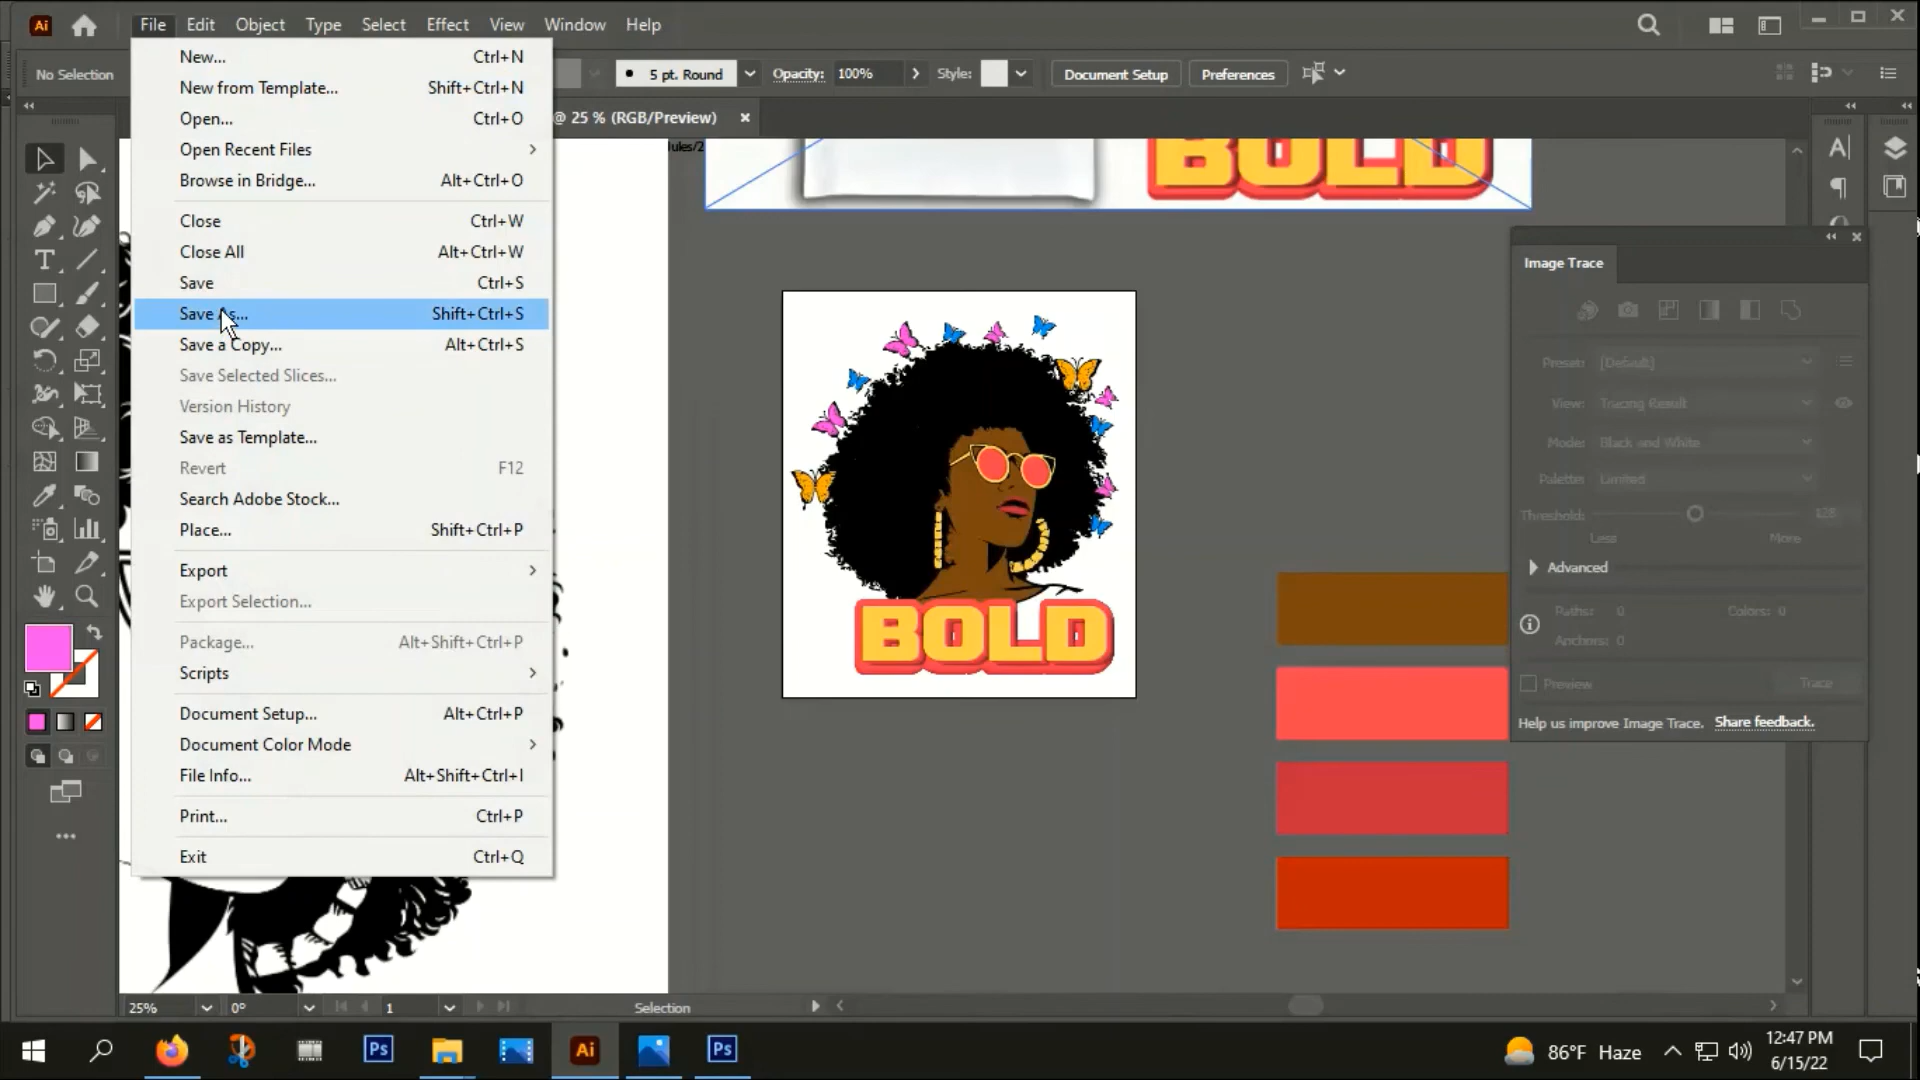 Ai File Edit Object Type Select Effect View Window Help
No Selection 5 pt. Round Opacity: 100% Style: Document Setup Preferences
@ 25 % (RGB/Preview)
New... Ctrl+N
New from Template... Shift+Ctrl+N
Open... Ctrl+O
Open Recent Files
Browse in Bridge... Alt+Ctrl+O
Close Ctrl+W
Close All Alt+Ctrl+W
Save Ctrl+S
Save As... Shift+Ctrl+S
Save a Copy... Alt+Ctrl+S
Save Selected Slices...
Version History
Save as Template...
Revert F12
Search Adobe Stock...
Place... Shift+Ctrl+P
Export
Export Selection...
Package... Alt+Shift+Ctrl+P
Scripts
Document Setup... Alt+Ctrl+P
Document Color Mode
File Info... Alt+Shift+Ctrl+I
Print... Ctrl+P
Exit Ctrl+Q
BOLD
BOLD
Image Trace
Preset: [Default]
View: Tracing Result
Mode: Black and White
Palette: Limited
Threshold: 128
Less More
Advanced
Paths: 0 Colors: 0
Anchors: 0
Preview Trace
Help us improve Image Trace. Share feedback.
25% 0° 1 Selection
Ps Ai Ps
86°F Haze
12:47 PM
6/15/22